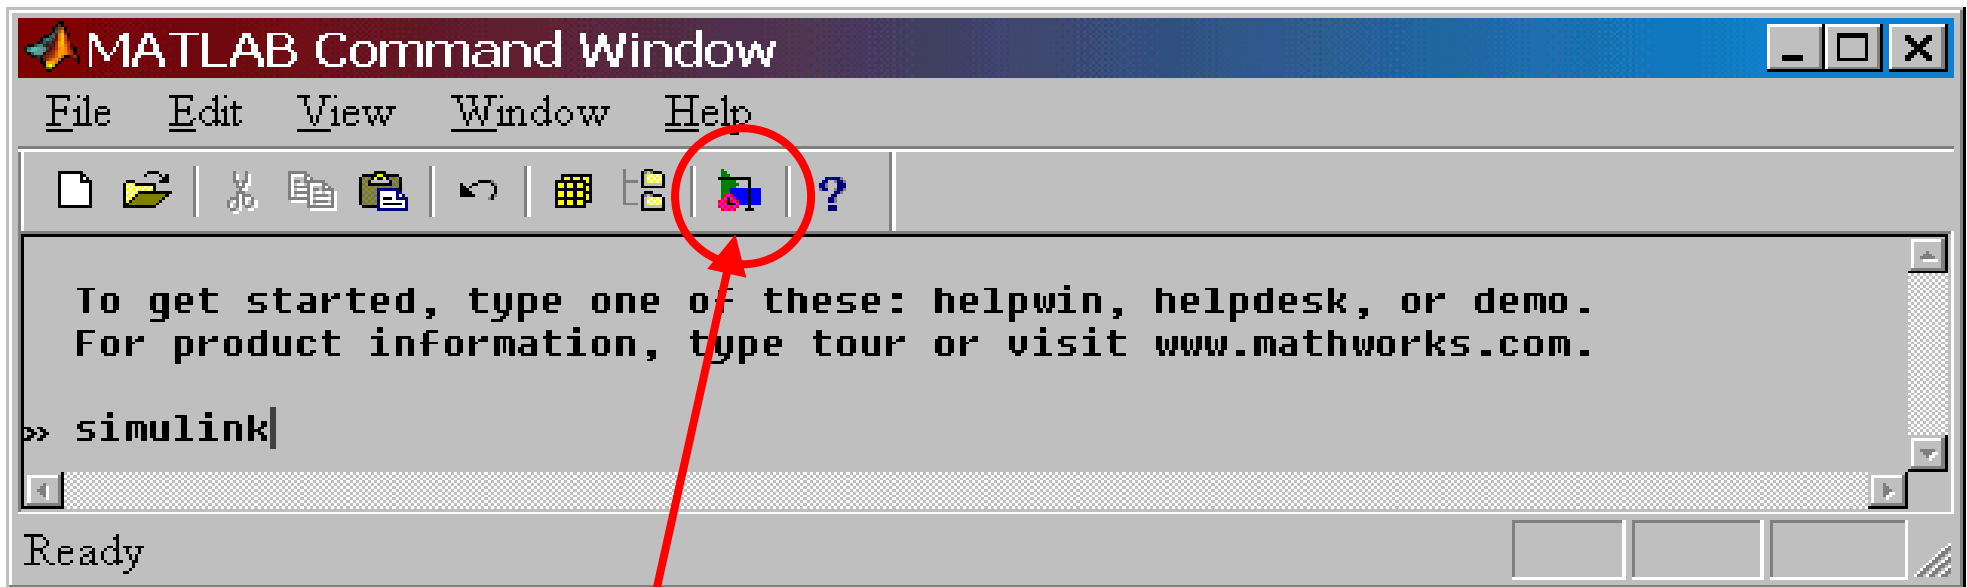 MATLAB Command Window
File Edit View Window Help
?
To get started, type one of these: helpwin, helpdesk, or demo.
For product information, type tour or visit www.mathworks.com.
» simulink
Ready